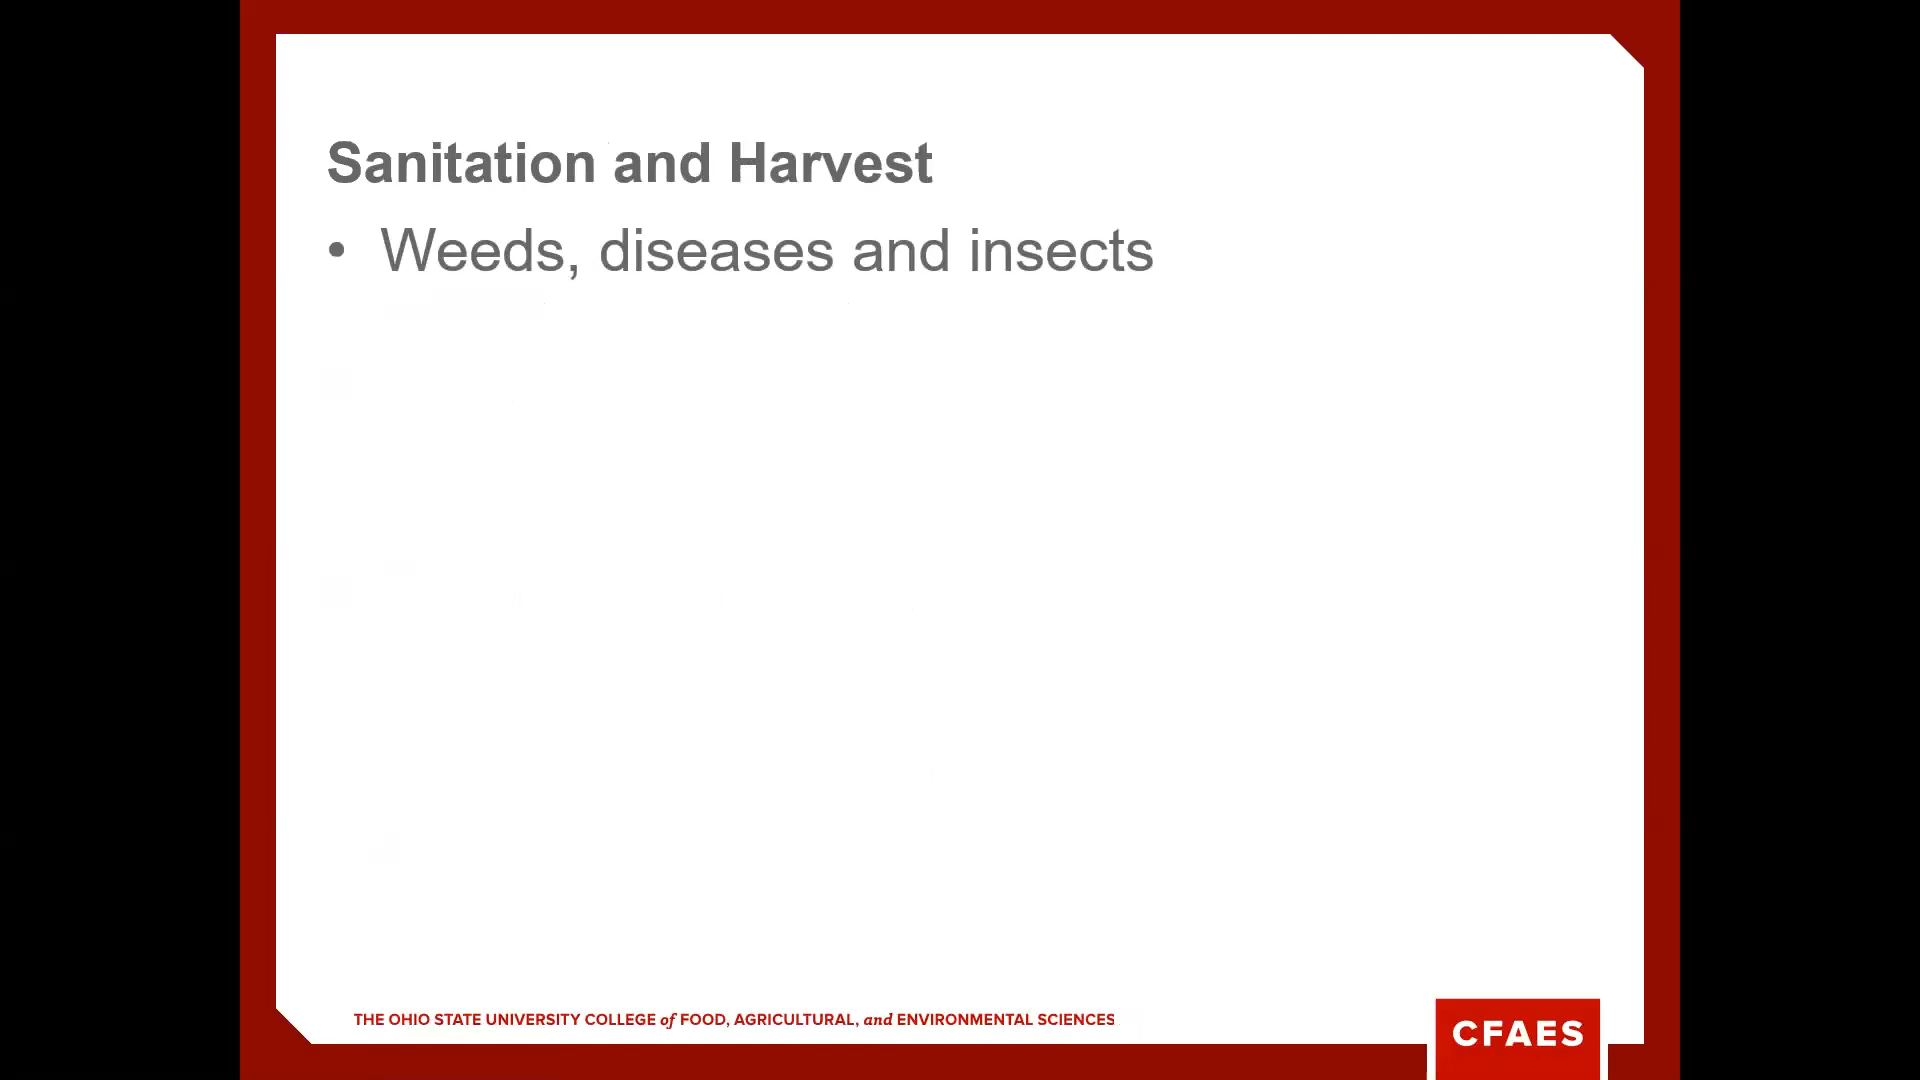 Sanitation and Harvest
• Weeds, diseases and insects
THE OHIO STATE UNIVERSITY COLLEGE of FOOD, AGRICULTURAL, and ENVIRONMENTAL SCIENCES
CFAES